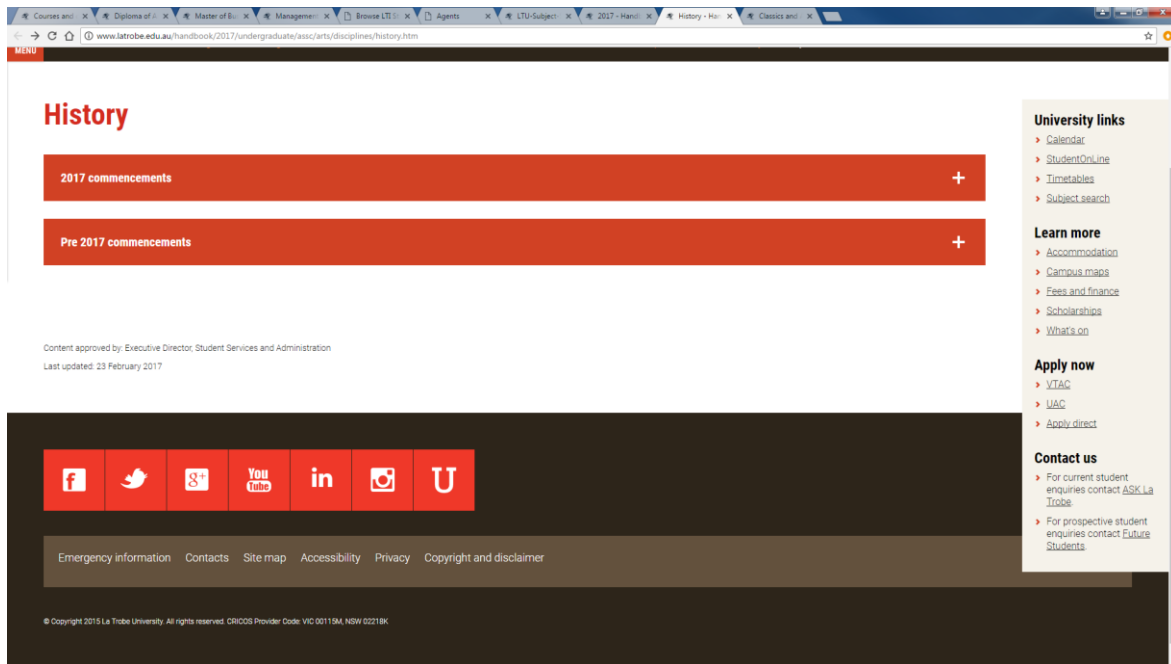 Courses and
Diploma of A
Master of Bu
Management
Browse LTI S
Agents
LTU-Subject-
2017 - Handb
History - Han
Classics and
www.latrobe.edu.au/handbook/2017/undergraduate/assc/arts/disciplines/history.htm
MENU
History
2017 commencements
Pre 2017 commencements
Content approved by: Executive Director, Student Services and Administration
Last updated: 23 February 2017
University links
Calendar
StudentOnLine
Timetables
Subject search
Learn more
Accommodation
Campus maps
Fees and finance
Scholarships
What's on
Apply now
VTAC
UAC
Apply direct
Contact us
For current student
enquiries contact ASK La
Trobe.
For prospective student
enquiries contact Future
Students.
f
g+
You
Tube
in
U
Emergency information Contacts Site map Accessibility Privacy Copyright and disclaimer
© Copyright 2015 La Trobe University. All rights reserved. CRICOS Provider Code: VIC 00115M, NSW 02218K